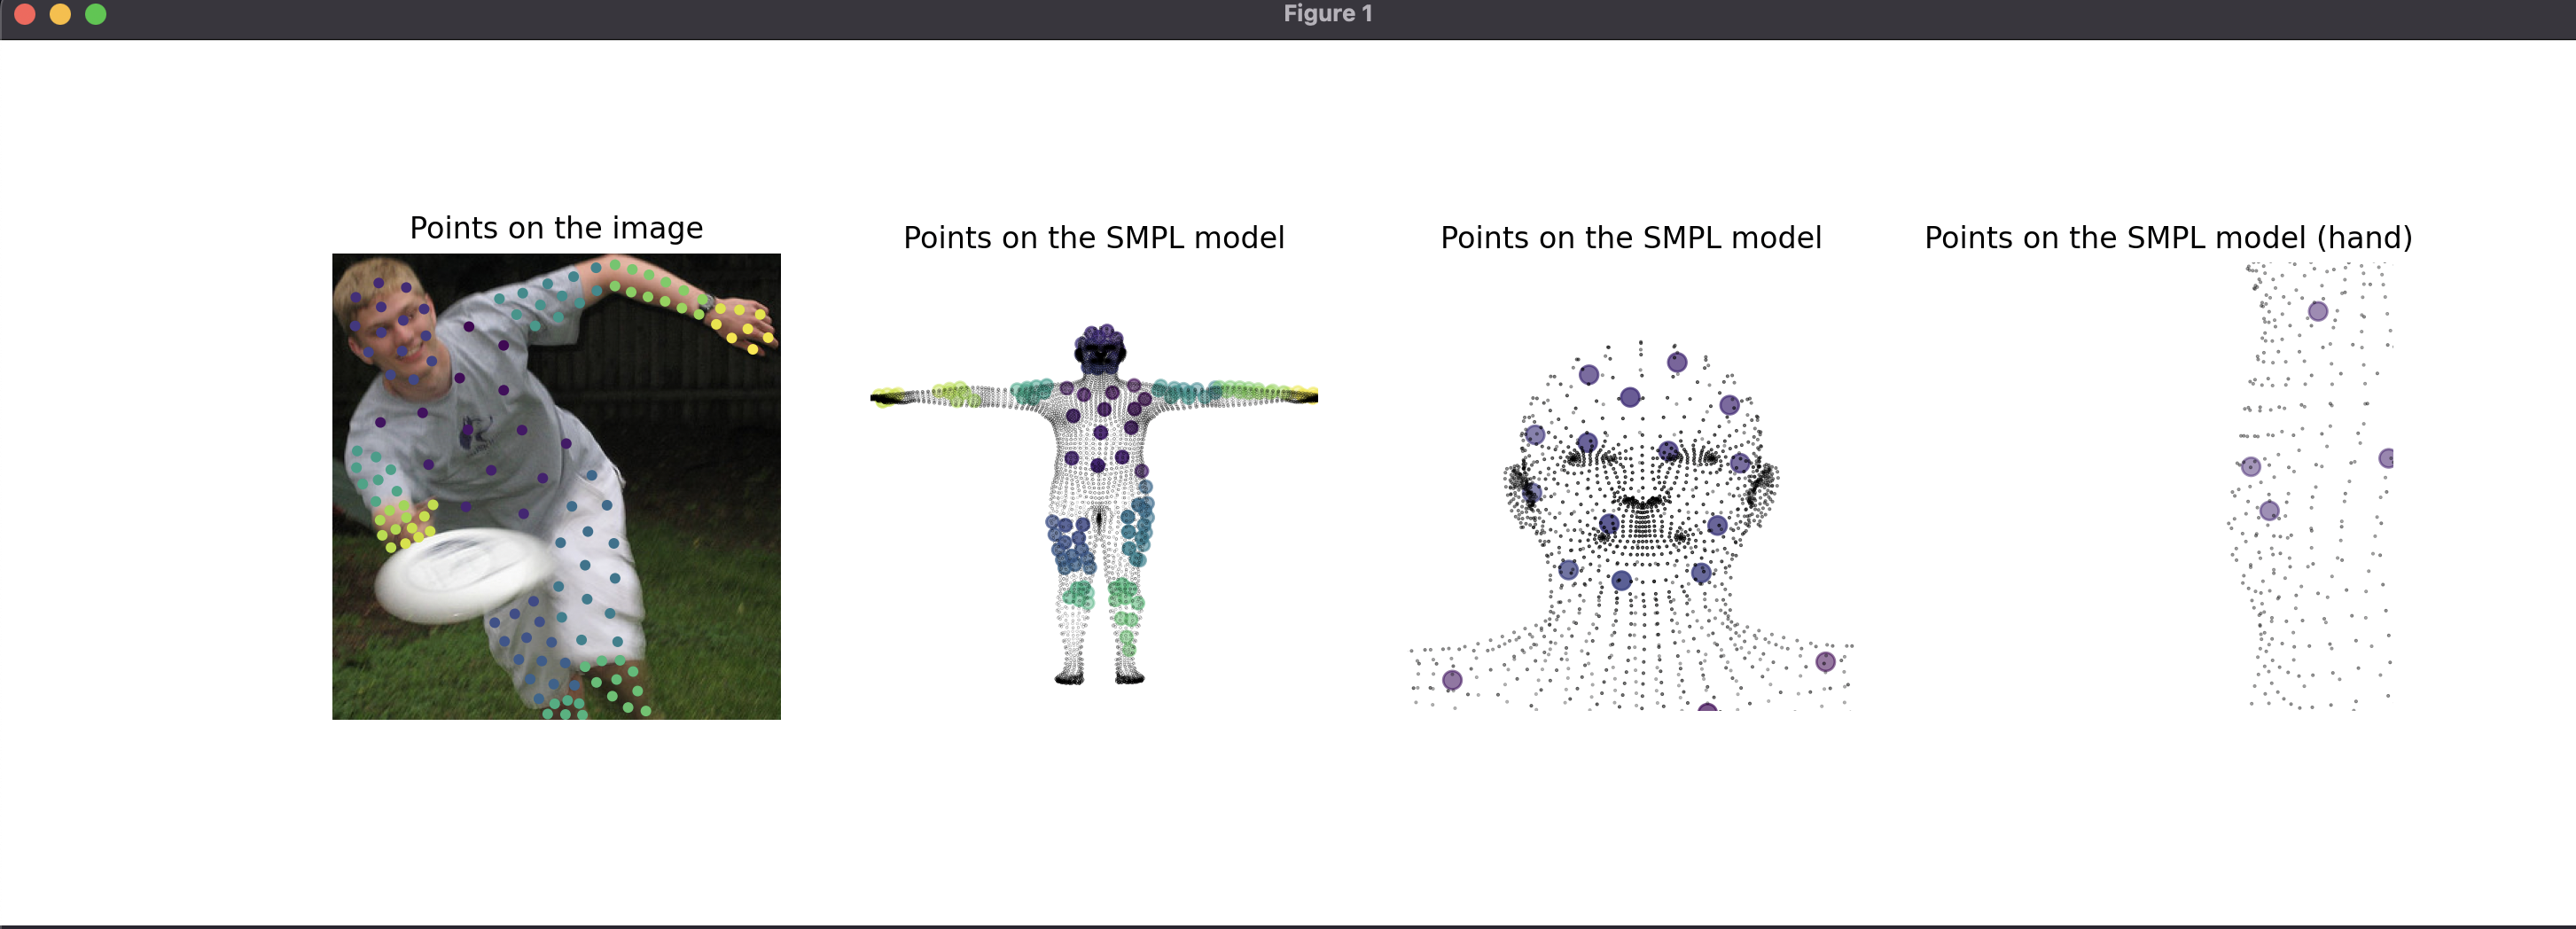 Figure 1
Points on the image
Points on the SMPL model
Points on the SMPL model
Points on the SMPL model (hand)